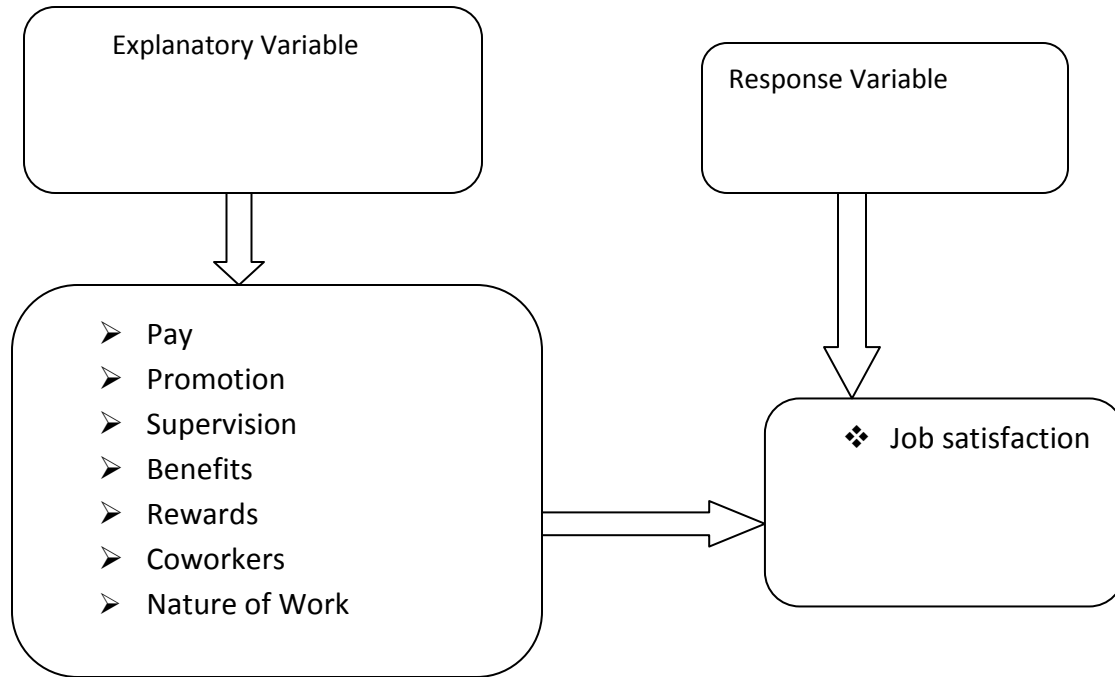 Explanatory Variable
Response Variable
➢ Pay
➢ Promotion
➢ Supervision
➢ Benefits
➢ Rewards
➢ Coworkers
➢ Nature of Work
❖ Job satisfaction